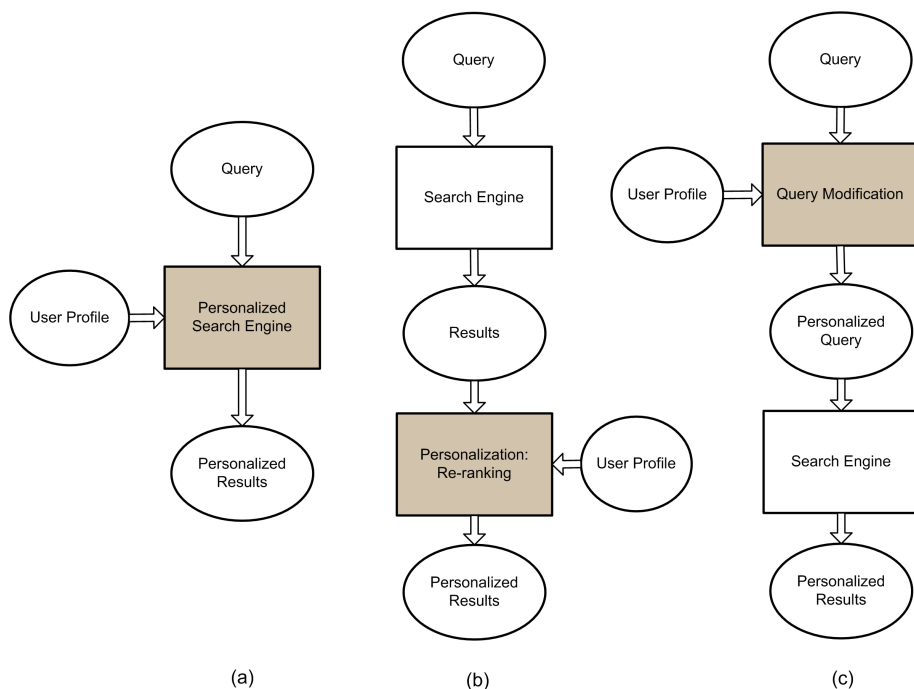 Query
User Profile
Personalized
Search Engine
Personalized
Results
(a)
Query
Search Engine
Results
Personalization:
Re-ranking
User Profile
Personalized
Results
(b)
Query
User Profile
Query Modification
Personalized
Query
Search Engine
Personalized
Results
(c)